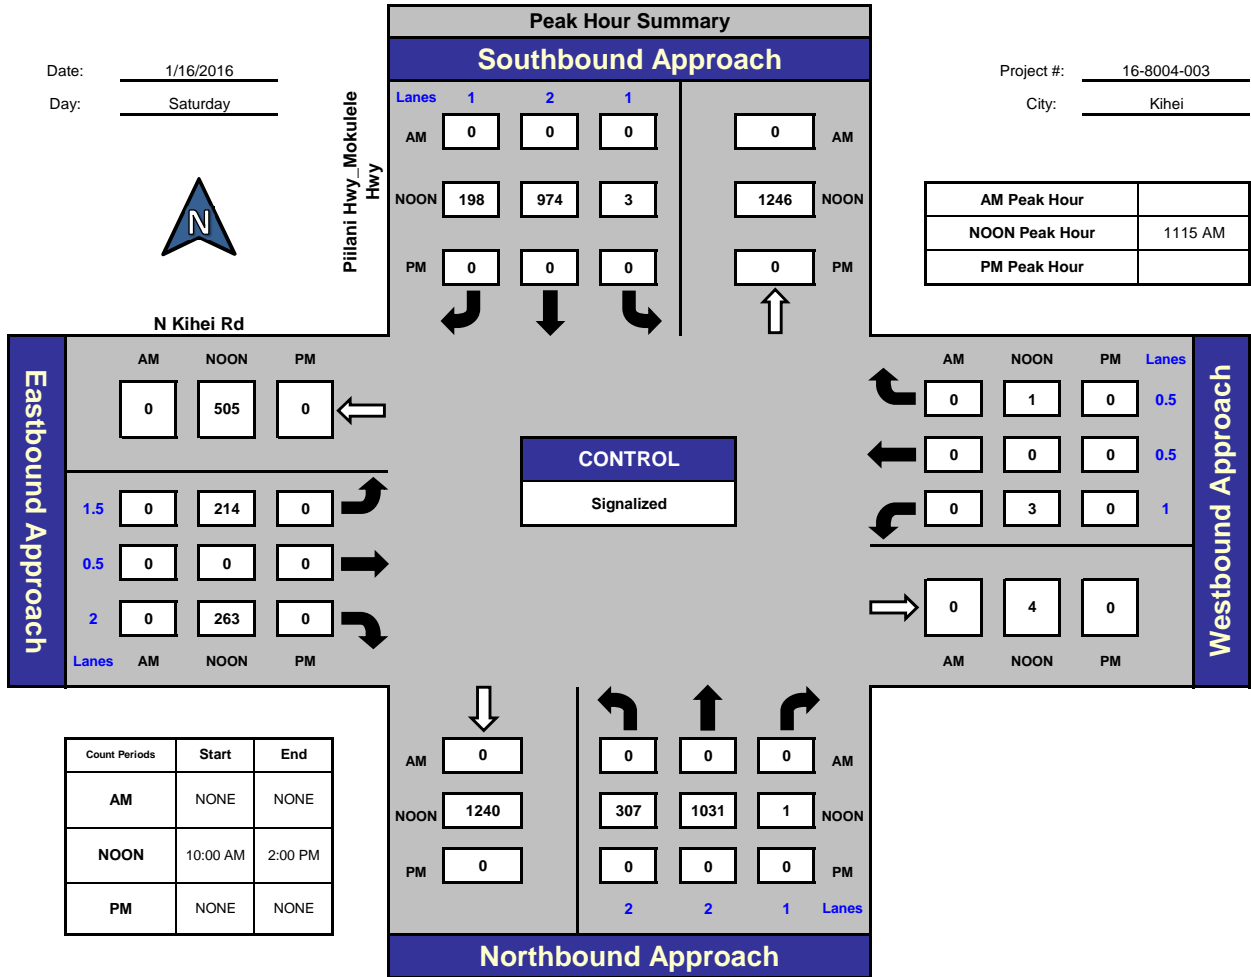 Peak Hour Summary
Southbound Approach
Date: 1/16/2016
Day: Saturday
Project #: 16-8004-003
City: Kihei
Piilani Hwy_Mokulele
Hwy
N
Lanes 1 2 1
AM 0 0 0 0 AM
NOON 198 974 3 1246 NOON
PM 0 0 0 0 PM
AM Peak Hour
NOON Peak Hour 1115 AM
PM Peak Hour
N Kihei Rd
Eastbound Approach
AM NOON PM
0 505 0
1.5 0 214 0
0.5 0 0 0
2 0 263 0
Lanes AM NOON PM
CONTROL
Signalized
AM NOON PM Lanes
0 1 0 0.5
0 0 0 0.5
0 3 0 1
0 4 0
AM NOON PM
Westbound Approach
Count Periods Start End
AM NONE NONE
NOON 10:00 AM 2:00 PM
PM NONE NONE
AM 0 0 0 0 AM
NOON 1240 307 1031 1 NOON
PM 0 0 0 0 PM
2 2 1 Lanes
Northbound Approach